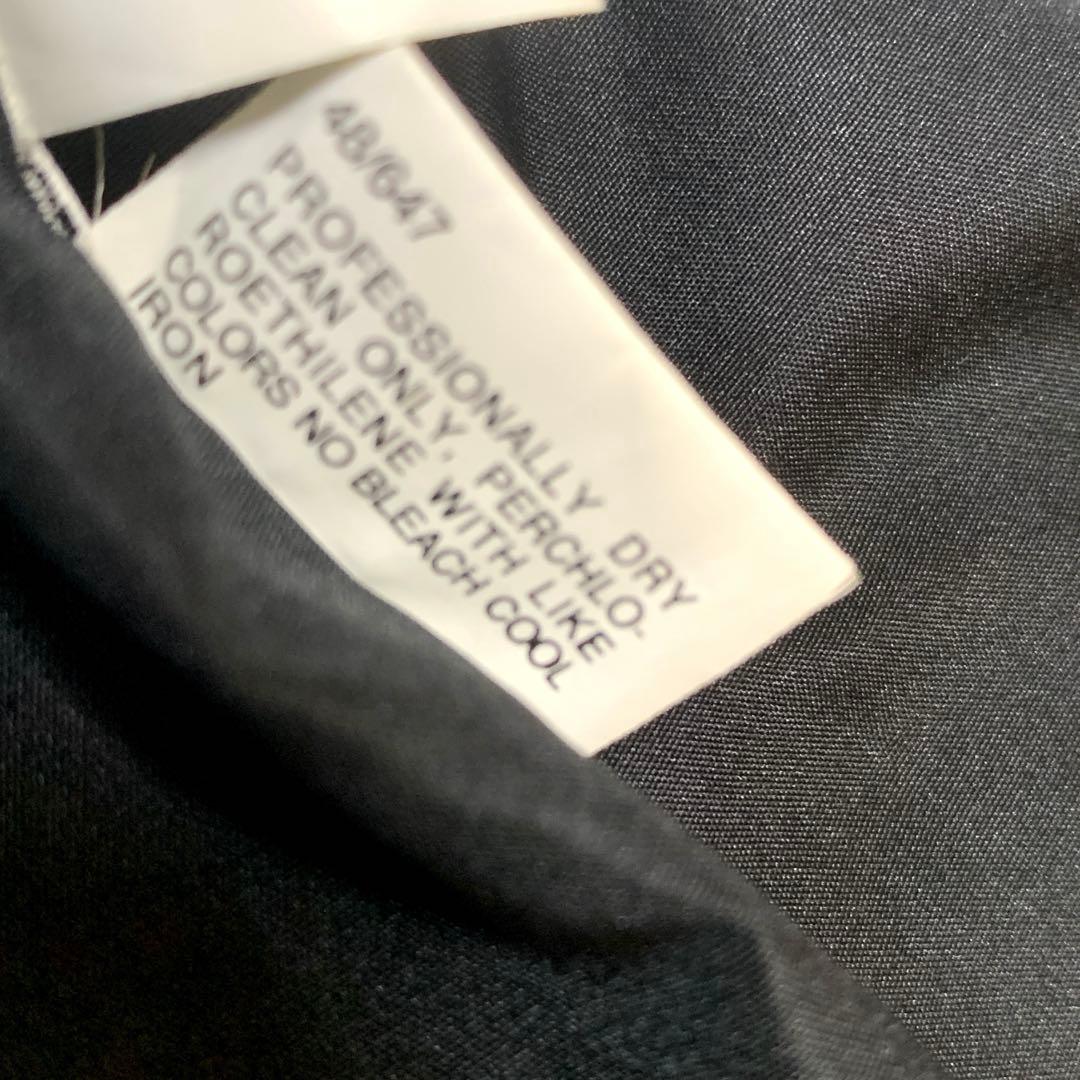 48/647
PROFESSIONALLY DRY
CLEAN ONLY. PERCHLO-
ROETHILENE. WITH LIKE
COLORS NO BLEACH COOL
IRON